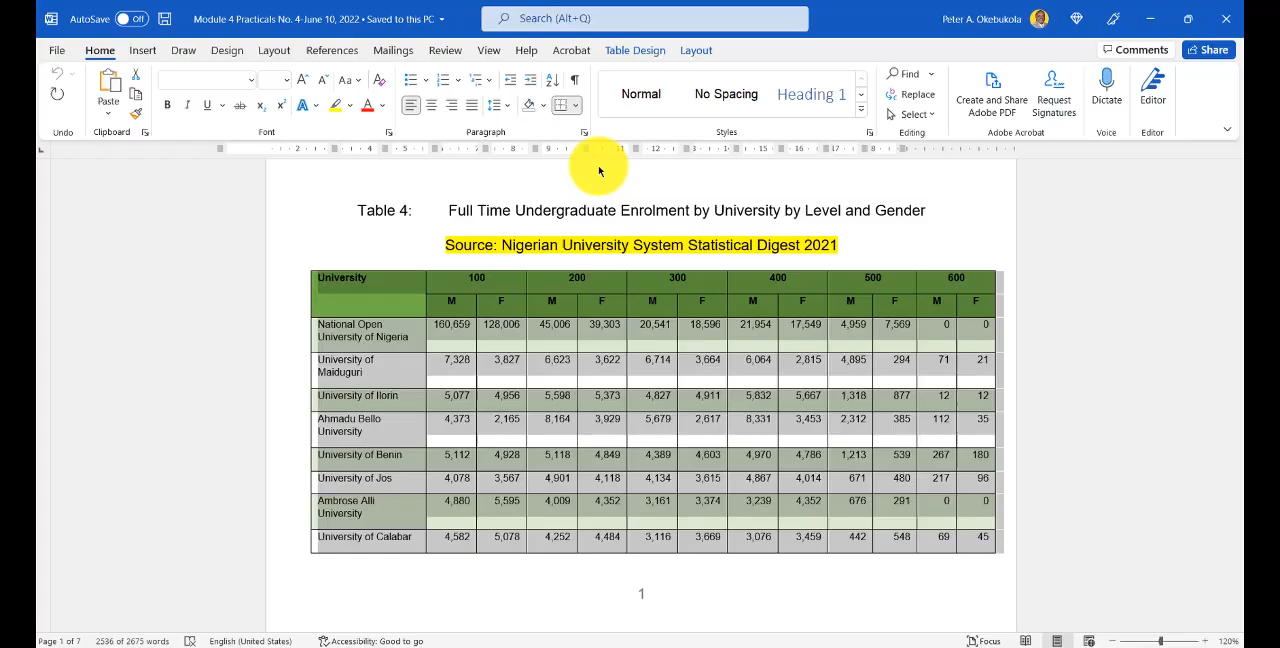 AutoSave Off Module 4 Practicals No. 4-June 10, 2022 • Saved to this PC Search (Alt+Q) Peter A. Okebukola
File Home Insert Draw Design Layout References Mailings Review View Help Acrobat Table Design Layout Comments Share
Undo
Paste
Clipboard
Aa
B I U ab x₂ x² A A
Font
Paragraph
Normal No Spacing Heading 1
Styles
Find
Replace
Select
Editing
Create and Share Adobe PDF
Request Signatures
Adobe Acrobat
Dictate
Voice
Editor
Editor
Table 4: Full Time Undergraduate Enrolment by University by Level and Gender
Source: Nigerian University System Statistical Digest 2021
University 100 200 300 400 500 600
M F M F M F M F M F M F
National Open 160,659 128,006 45,006 39,303 20,541 18,596 21,954 17,549 4,959 7,569 0 0
University of Nigeria
University of 7,328 3,827 6,623 3,622 6,714 3,664 6,064 2,815 4,895 294 71 21
Maiduguri
University of Ilorin 5,077 4,956 5,598 5,373 4,827 4,911 5,832 5,667 1,318 877 12 12
Ahmadu Bello 4,373 2,165 8,164 3,929 5,679 2,617 8,331 3,453 2,312 385 112 35
University
University of Benin 5,112 4,928 5,118 4,849 4,389 4,603 4,970 4,786 1,213 539 267 180
University of Jos 4,078 3,567 4,901 4,118 4,134 3,615 4,867 4,014 671 480 217 96
Ambrose Alli 4,880 5,595 4,009 4,352 3,161 3,374 3,239 4,352 676 291 0 0
University
University of Calabar 4,582 5,078 4,252 4,484 3,116 3,669 3,076 3,459 442 548 69 45
1
Page 1 of 7 2536 of 2675 words English (United States) Accessibility: Good to go Focus 120%